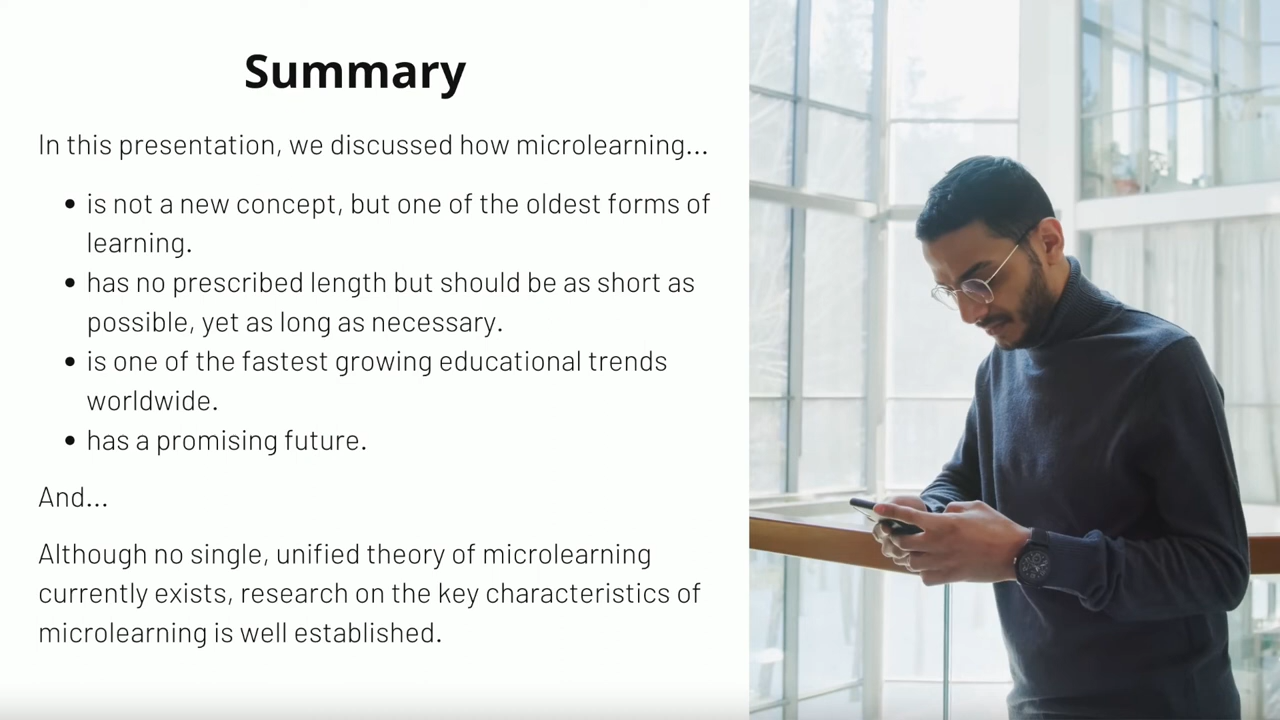 Summary
In this presentation, we discussed how microlearning...
• is not a new concept, but one of the oldest forms of
learning.
• has no prescribed length but should be as short as
possible, yet as long as necessary.
• is one of the fastest growing educational trends
worldwide.
• has a promising future.
And...
Although no single, unified theory of microlearning
currently exists, research on the key characteristics of
microlearning is well established.